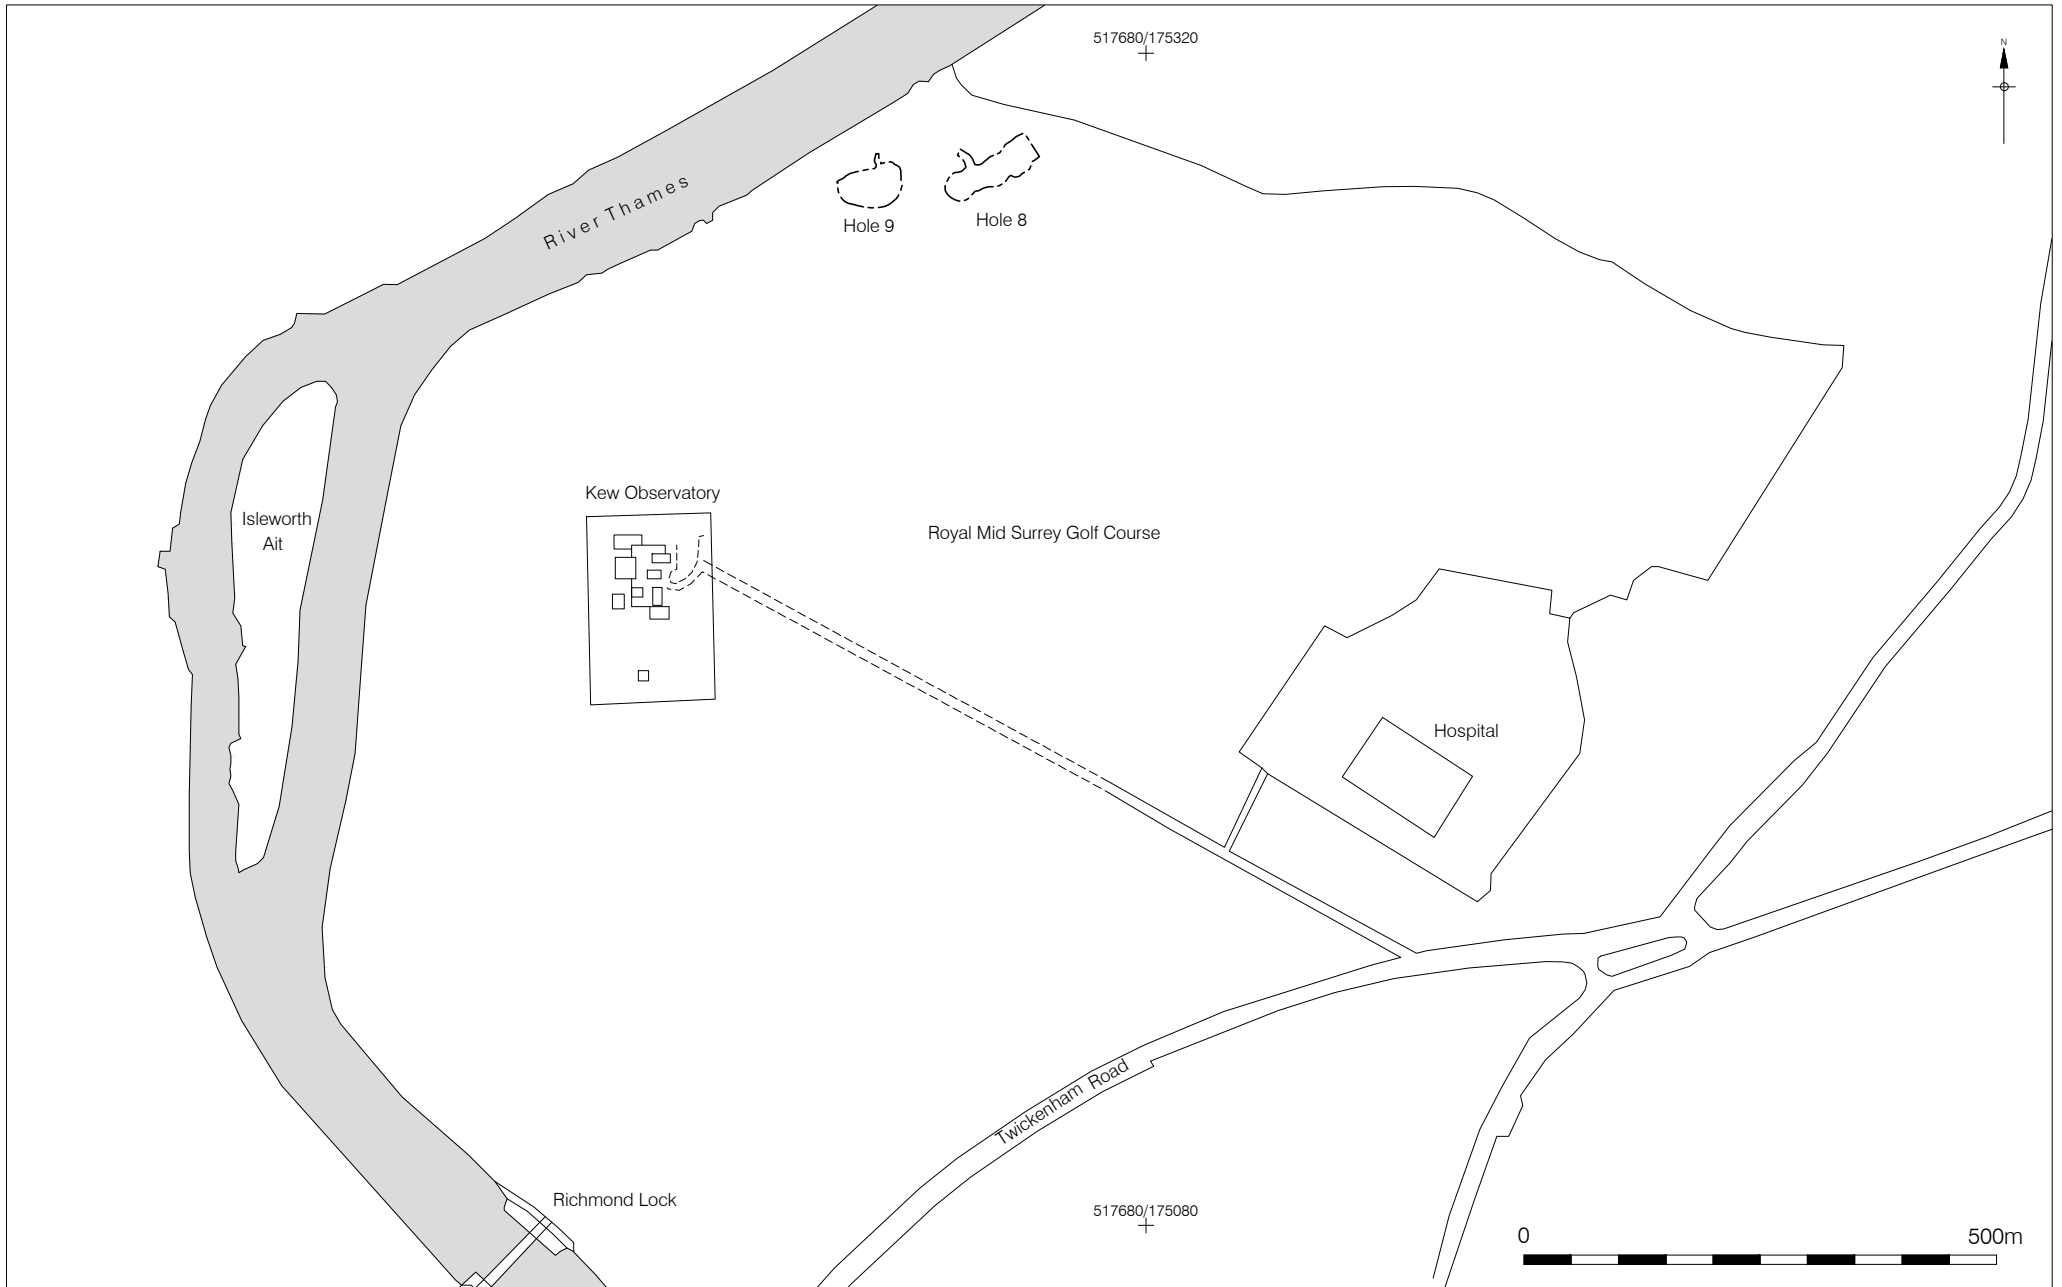 517680/175320
N
River Thames
Hole 9
Hole 8
Kew Observatory
Isleworth
Ait
Royal Mid Surrey Golf Course
Hospital
Twickenham Road
Richmond Lock
517680/175080
0
500m